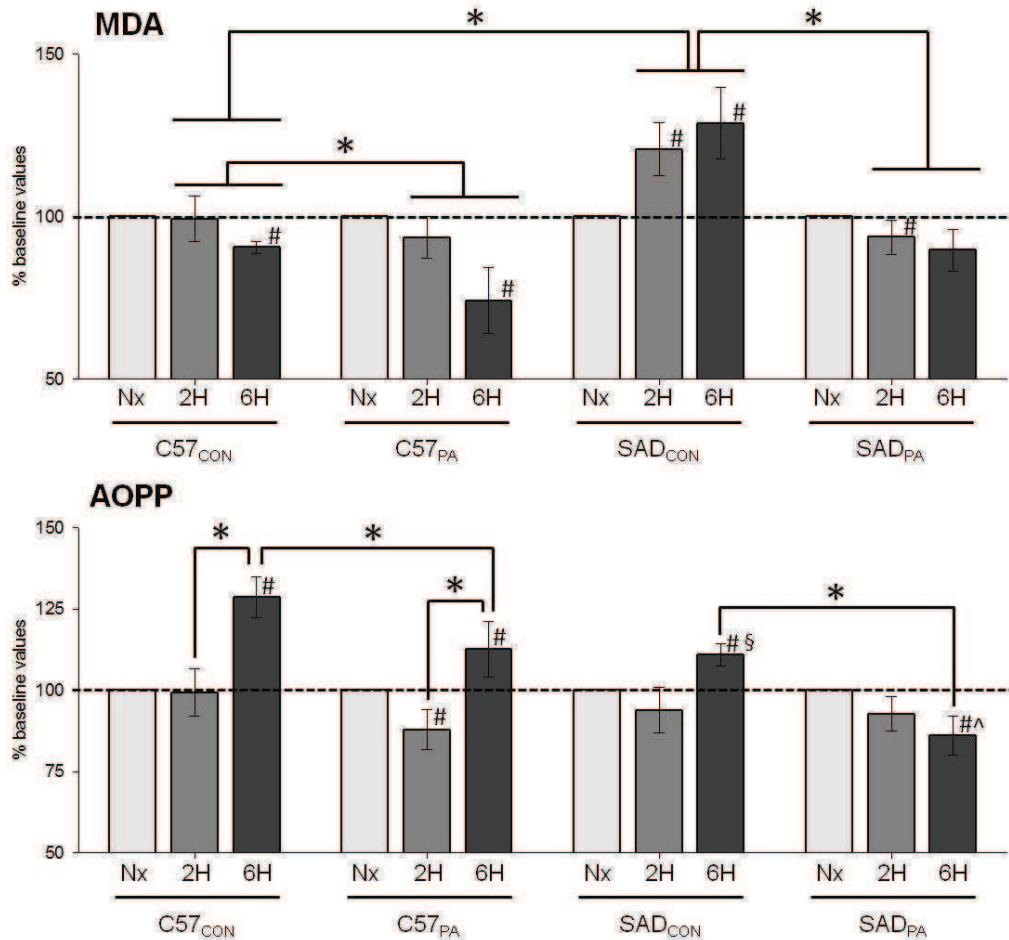 MDA
* *
150
*
# #
% baseline values
100
#
#
#
50
Nx 2H 6H Nx 2H 6H Nx 2H 6H Nx 2H 6H
C57CON C57PA SADCON SADPA
AOPP
150
* *
#
*
*
125
#
# §
% baseline values
100
#
#^
75
50
Nx 2H 6H Nx 2H 6H Nx 2H 6H Nx 2H 6H
C57CON C57PA SADCON SADPA